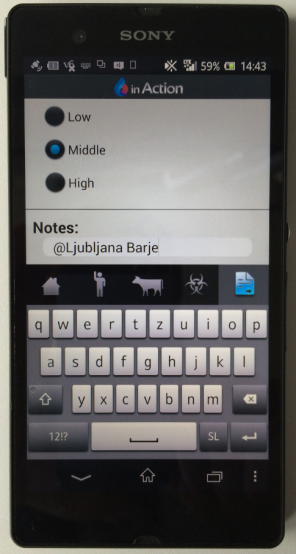 SONY
59% 14:43
in Action
Low
Middle
High
Notes:
@Ljubljana Barje
q w e r t z u i o p
a s d f g h j k l
y x c v b n m
12!? SL